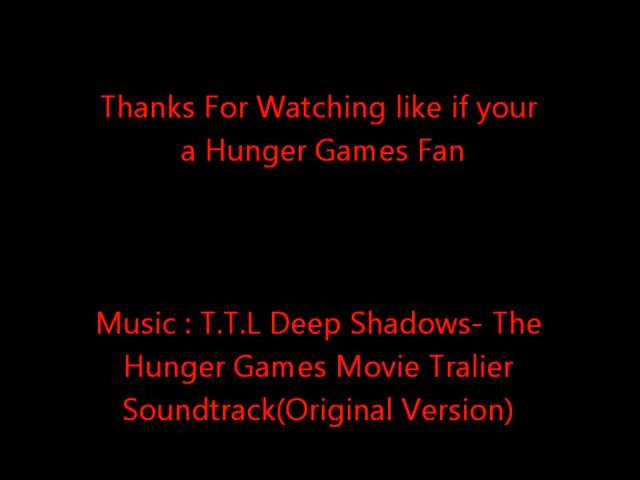 Thanks For Watching like if your
a Hunger Games Fan
Music : T.T.L Deep Shadows- The
Hunger Games Movie Tralier
Soundtrack(Original Version)